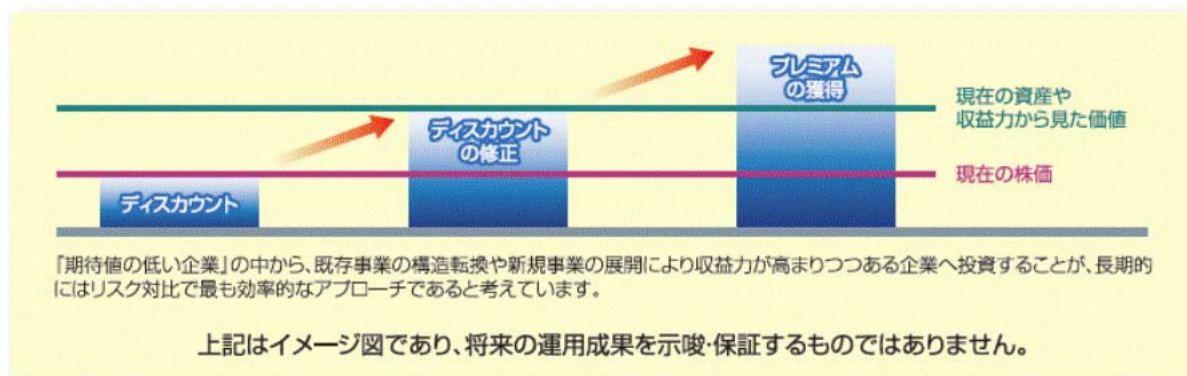 プレミアム
の獲得
現在の資産や
収益力から見た価値
ディスカウント
の修正
現在の株価
ディスカウント
『期待値の低い企業』の中から、既存事業の構造転換や新規事業の展開により収益力が高まりつつある企業へ投資することが、長期的
にはリスク対比で最も効率的なアプローチであると考えています。
上記はイメージ図であり、将来の運用成果を示唆・保証するものではありません。